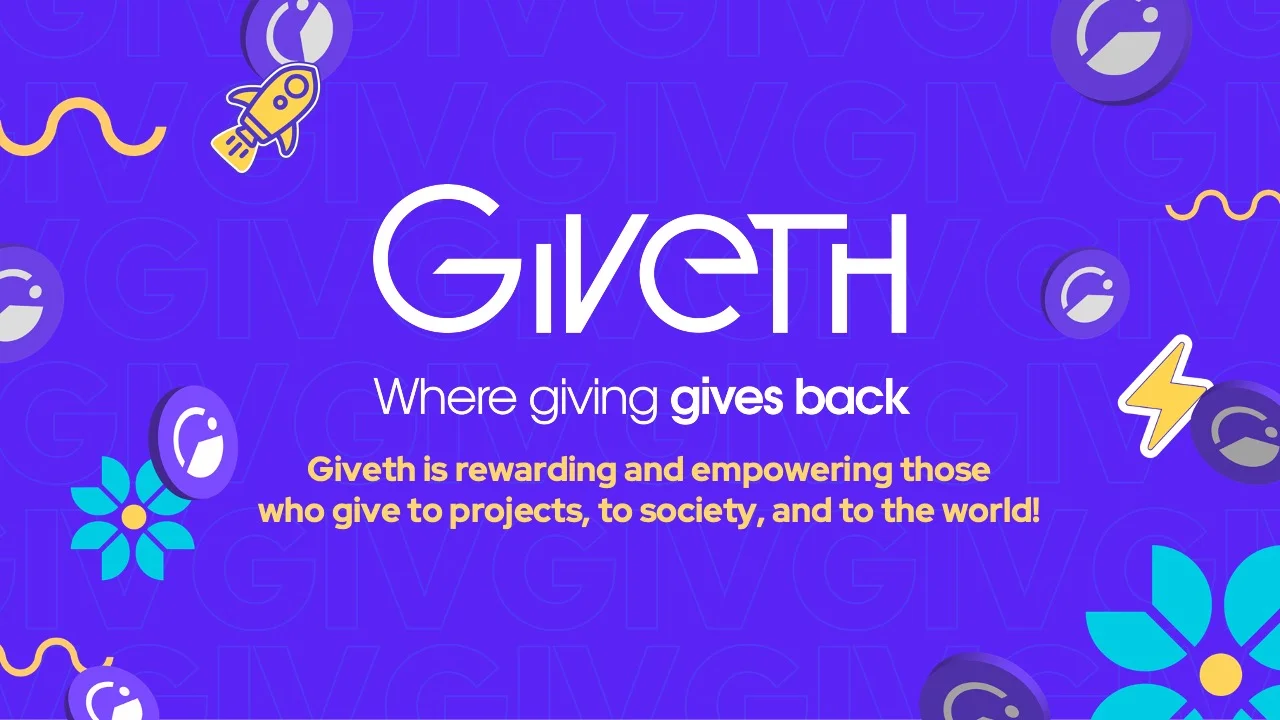 GIVETH
Where giving gives back
Giveth is rewarding and empowering those
who give to projects, to society, and to the world!